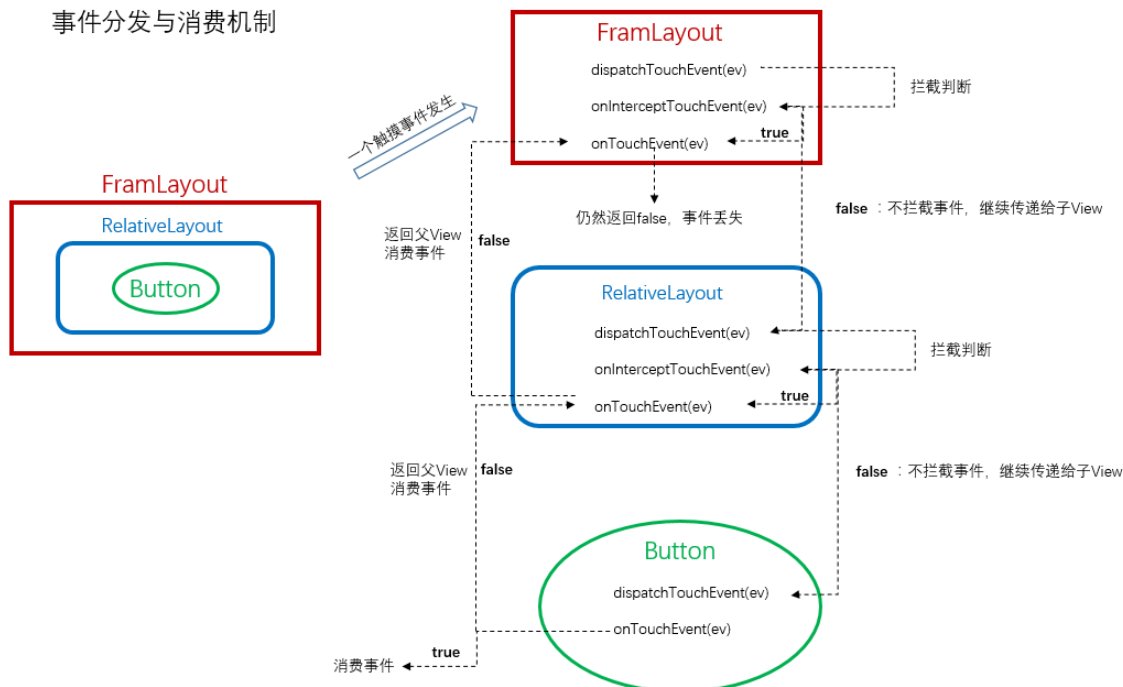 事件分发与消费机制
FramLayout
dispatchTouchEvent(ev)
拦截判断
onInterceptTouchEvent(ev)
一个触摸事件发生
true
onTouchEvent(ev)
FramLayout
仍然返回false，事件丢失
false ：不拦截事件，继续传递给子View
RelativeLayout
返回父View
消费事件
false
Button
RelativeLayout
dispatchTouchEvent(ev)
拦截判断
onInterceptTouchEvent(ev)
true
onTouchEvent(ev)
返回父View
消费事件
false
false ：不拦截事件，继续传递给子View
Button
dispatchTouchEvent(ev)
onTouchEvent(ev)
true
消费事件